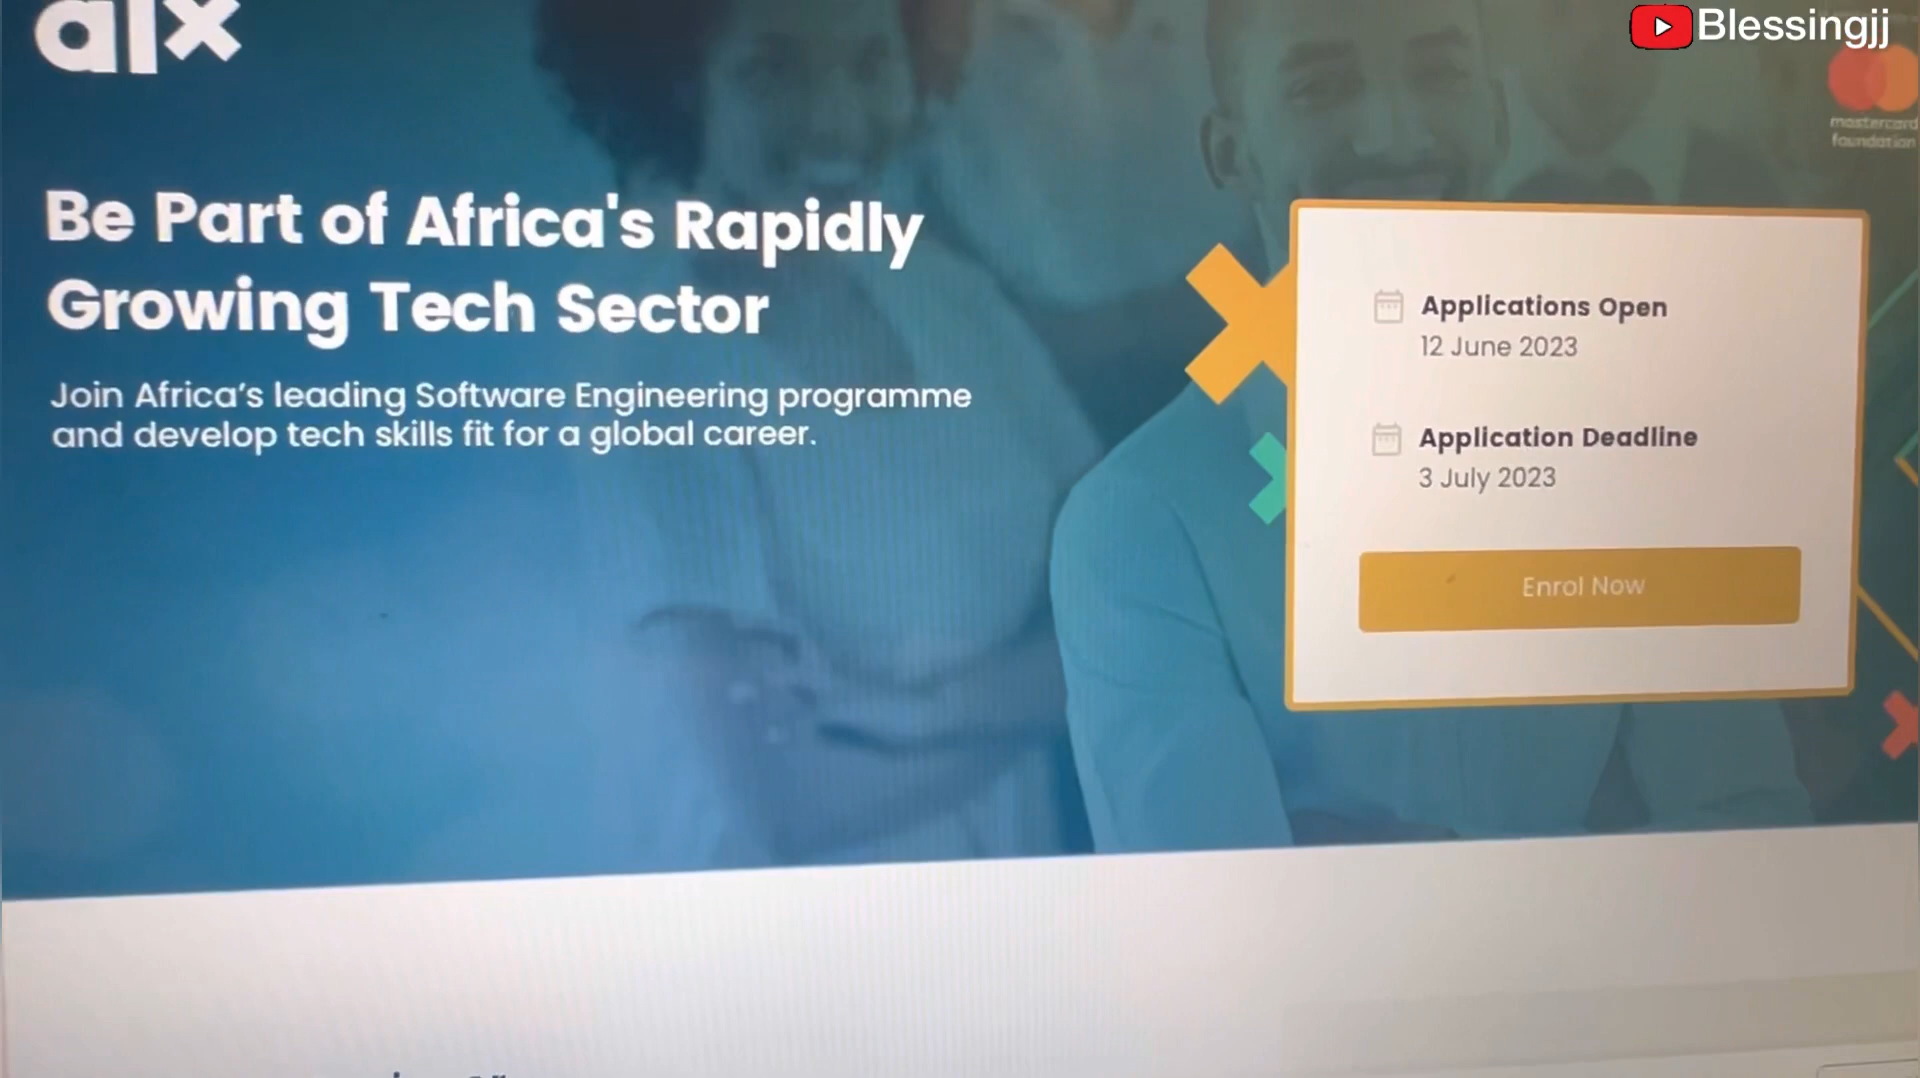 alx
Blessingjj
mastercard
foundation
Be Part of Africa's Rapidly
Growing Tech Sector
Join Africa's leading Software Engineering programme
and develop tech skills fit for a global career.
Applications Open
12 June 2023
Application Deadline
3 July 2023
Enrol Now